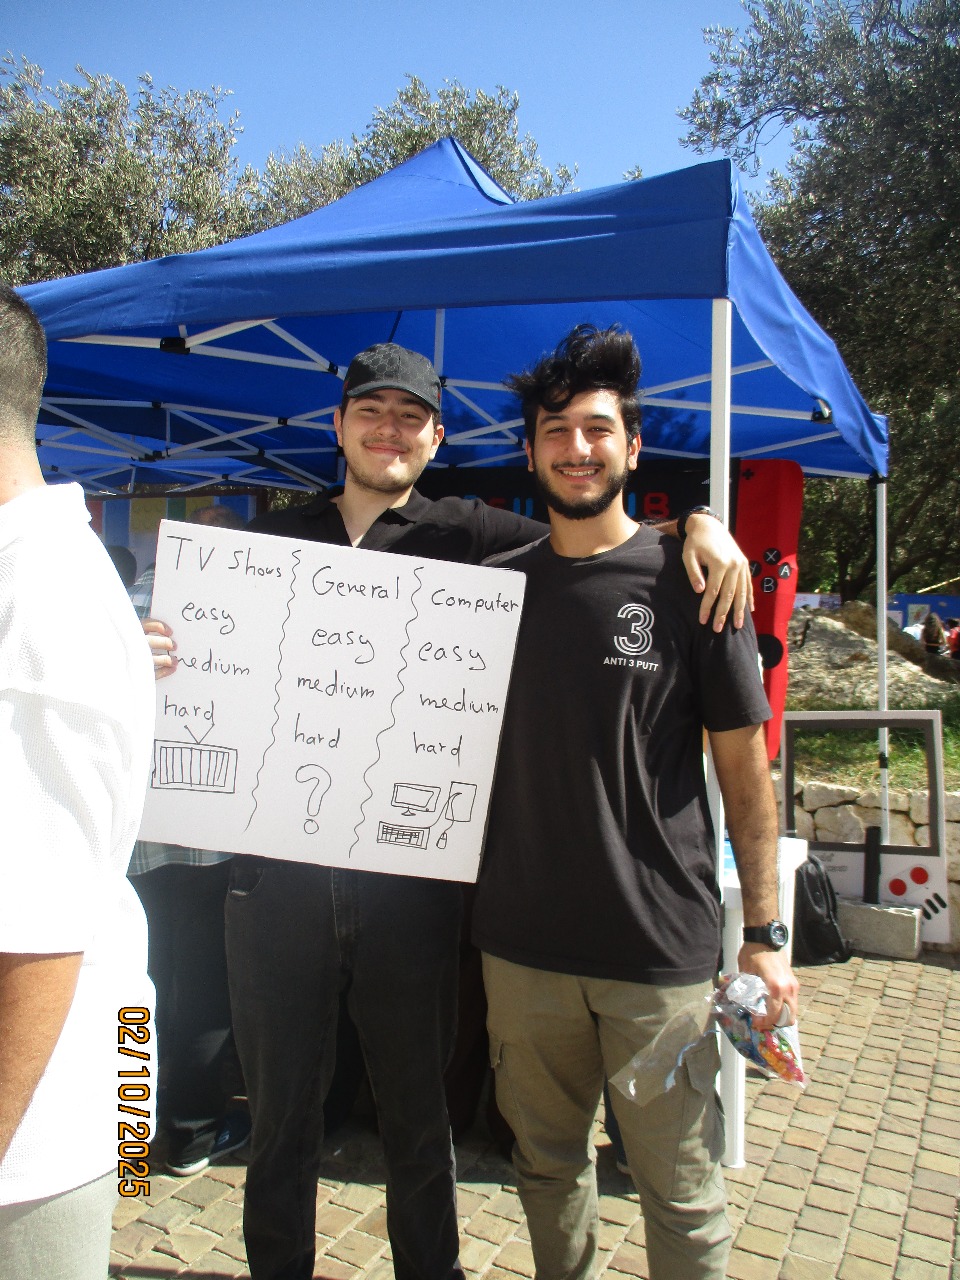 TV Shows
easy
medium
hard
General
easy
medium
hard
?
Computer
easy
medium
hard
3
ANTI 3 PUTT
X
A
B
02/10/2025